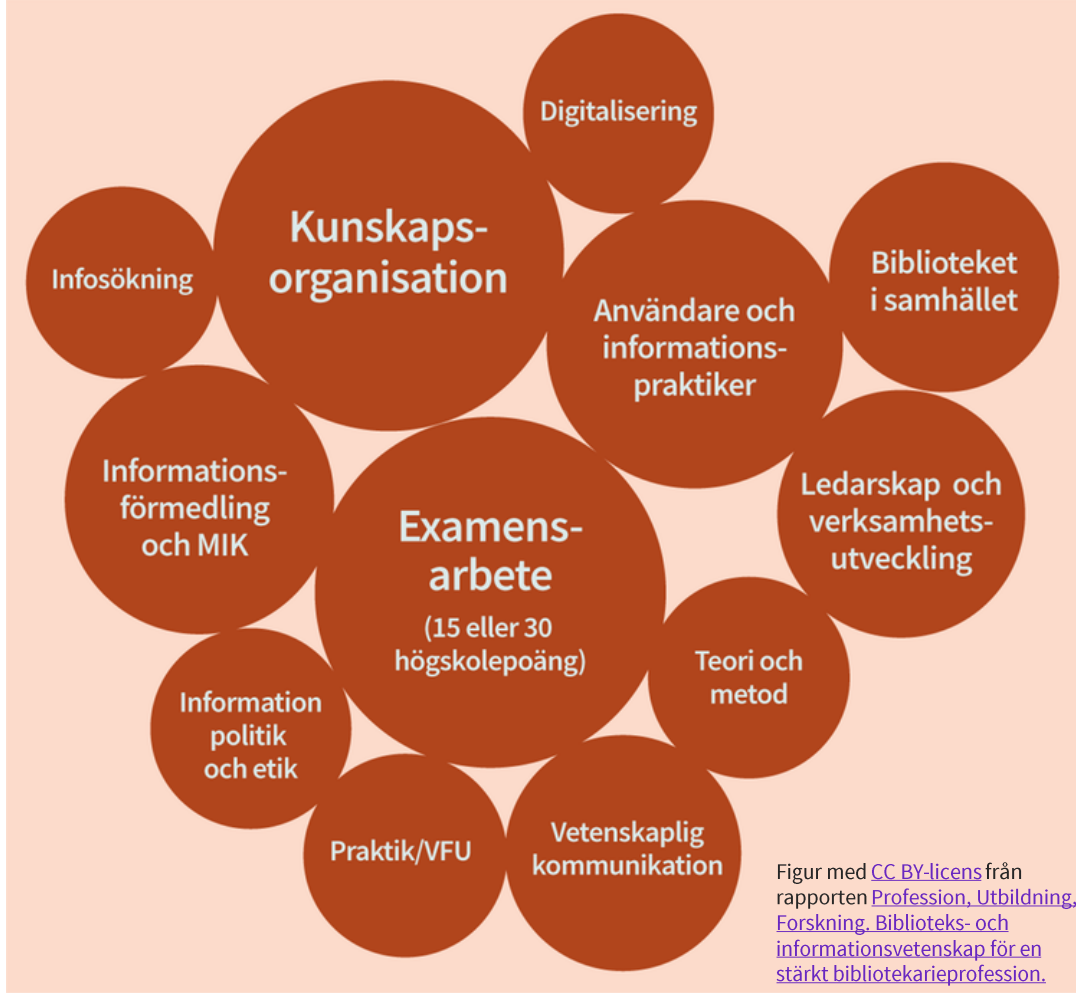 Digitalisering
Kunskaps-
organisation
Infosökning
Biblioteket
i samhället
Användare och
informations-
praktiker
Informations-
förmedling
och MIK
Ledarskap och
verksamhets-
utveckling
Examens-
arbete
(15 eller 30
högskolepoäng)
Teori och
metod
Information
politik
och etik
Praktik/VFU
Vetenskaplig
kommunikation
Figur med CC BY-licens från
rapporten Profession, Utbildning,
Forskning. Biblioteks- och
informationsvetenskap för en
stärkt bibliotekarieprofession.